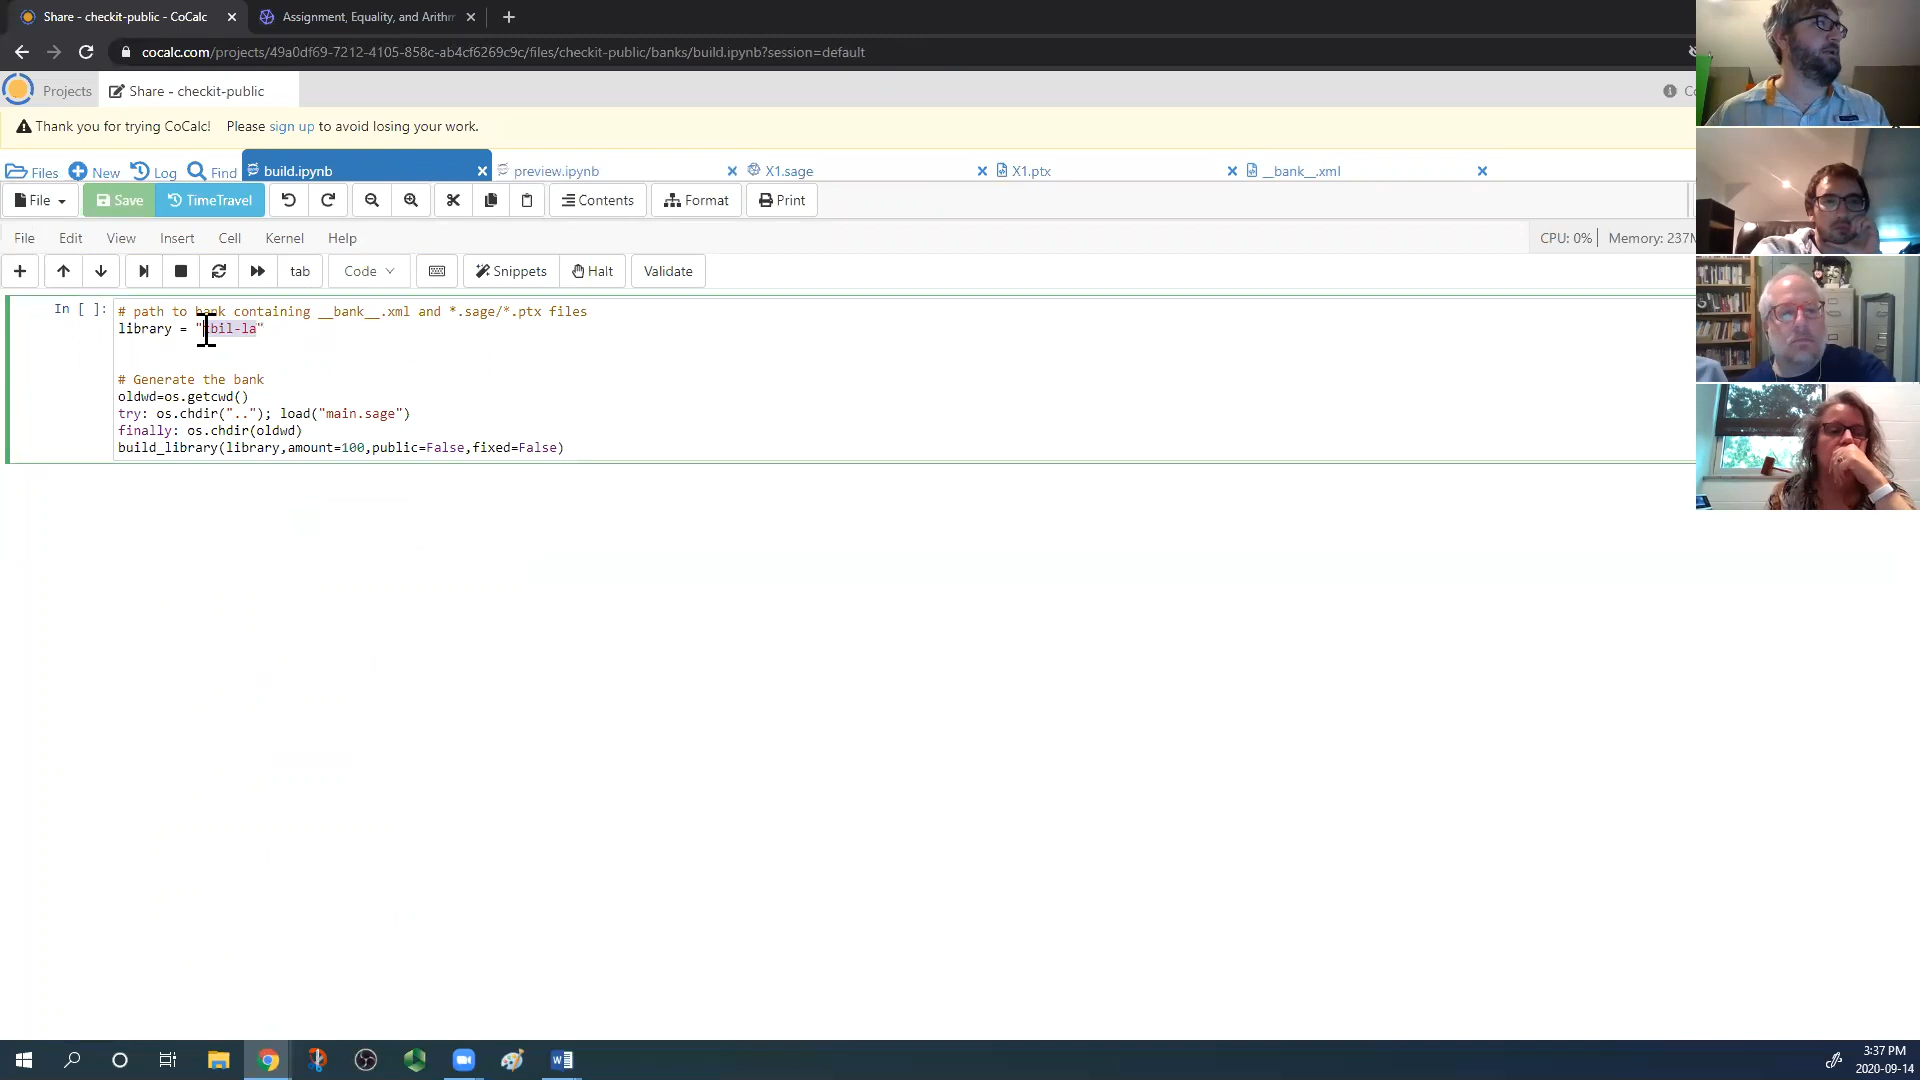 Share - checkit-public - CoCalc
Assignment, Equality, and Arithm
cocalc.com/projects/49a0df69-7212-4105-858c-ab4cf6269c9c/files/checkit-public/banks/build.ipynb?session=default
Projects
Share - checkit-public
Thank you for trying CoCalc! Please sign up to avoid losing your work.
Files New Log Find build.ipynb preview.ipynb X1.sage X1.ptx __bank__.xml
File Save TimeTravel Contents Format Print
File Edit View Insert Cell Kernel Help CPU: 0% Memory: 237M
tab Code Snippets Halt Validate
In [ ]: # path to bank containing __bank__.xml and *.sage/*.ptx files
library = "tbil-la"
# Generate the bank
oldwd=os.getcwd()
try: os.chdir(".."); load("main.sage")
finally: os.chdir(oldwd)
build_library(library,amount=100,public=False,fixed=False)
3:37 PM
2020-09-14